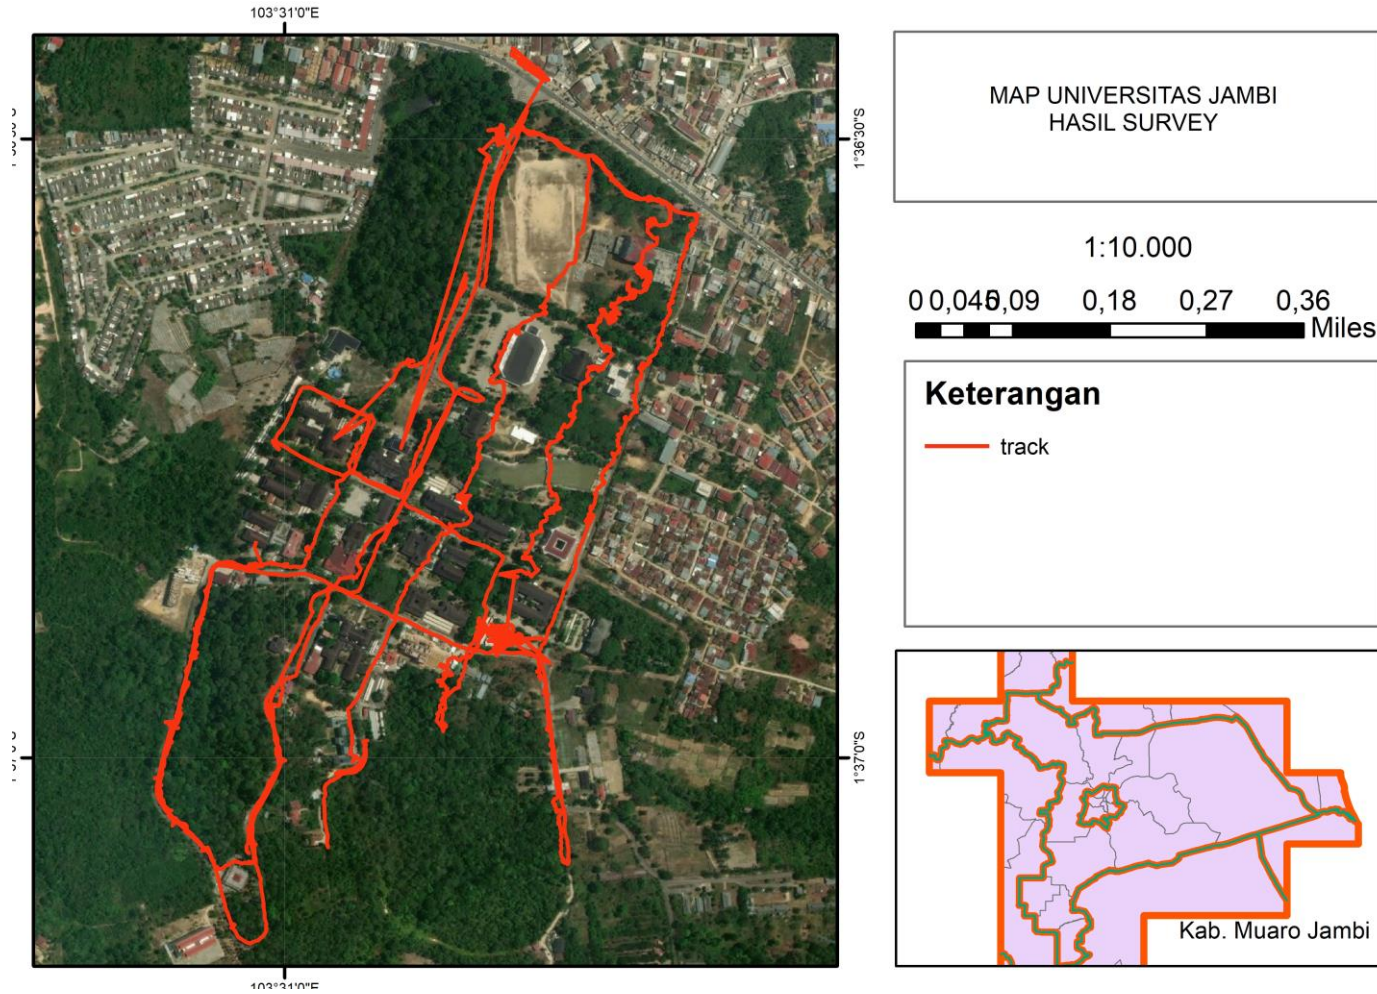 103°31'0"E
MAP UNIVERSITAS JAMBI
HASIL SURVEY
1°36'30"S
1:10.000
0 0,045 0,09 0,18 0,27 0,36
Miles
Keterangan
track
1°37'0"S
Kab. Muaro Jambi
103°31'0"E